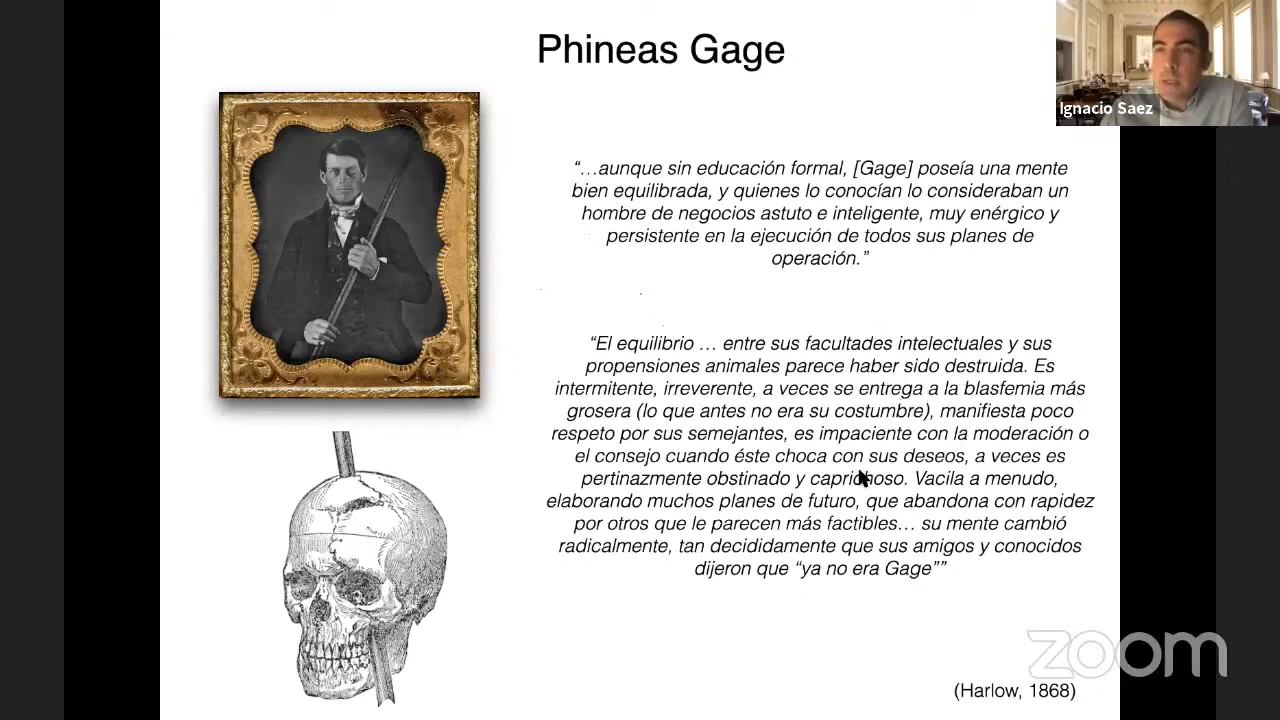 Phineas Gage
Ignacio Saez
“…aunque sin educación formal, [Gage] poseía una mente
bien equilibrada, y quienes lo conocían lo consideraban un
hombre de negocios astuto e inteligente, muy enérgico y
persistente en la ejecución de todos sus planes de
operación.”
“El equilibrio … entre sus facultades intelectuales y sus
propensiones animales parece haber sido destruida. Es
intermitente, irreverente, a veces se entrega a la blasfemia más
grosera (lo que antes no era su costumbre), manifiesta poco
respeto por sus semejantes, es impaciente con la moderación o
el consejo cuando éste choca con sus deseos, a veces es
pertinazmente obstinado y caprichoso. Vacila a menudo,
elaborando muchos planes de futuro, que abandona con rapidez
por otros que le parecen más factibles… su mente cambió
radicalmente, tan decididamente que sus amigos y conocidos
dijeron que “ya no era Gage””
zoom
(Harlow, 1868)